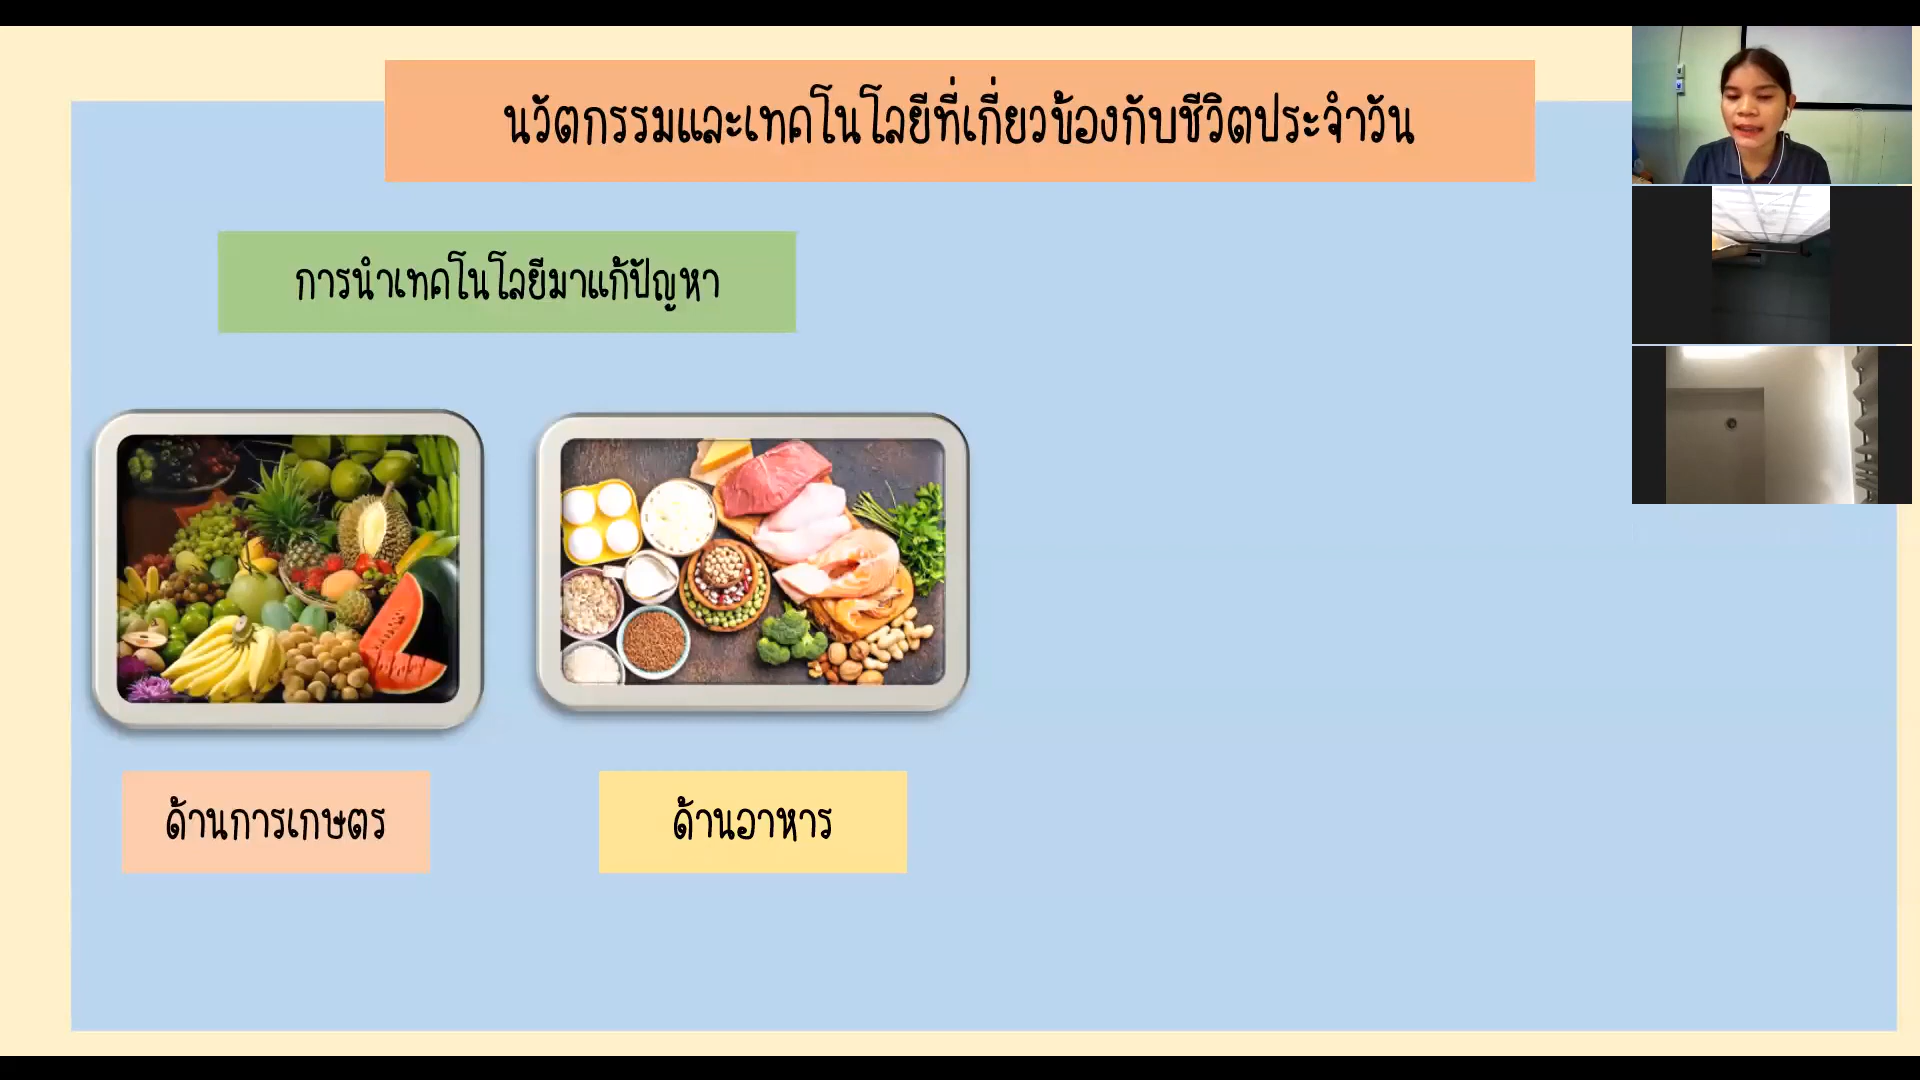 นวัตกรรมและเทคโนโลยีที่เกี่ยวข้องกับชีวิตประจำวัน
การนำเทคโนโลยีมาแก้ปัญหา
ด้านการเกษตร
ด้านอาหาร